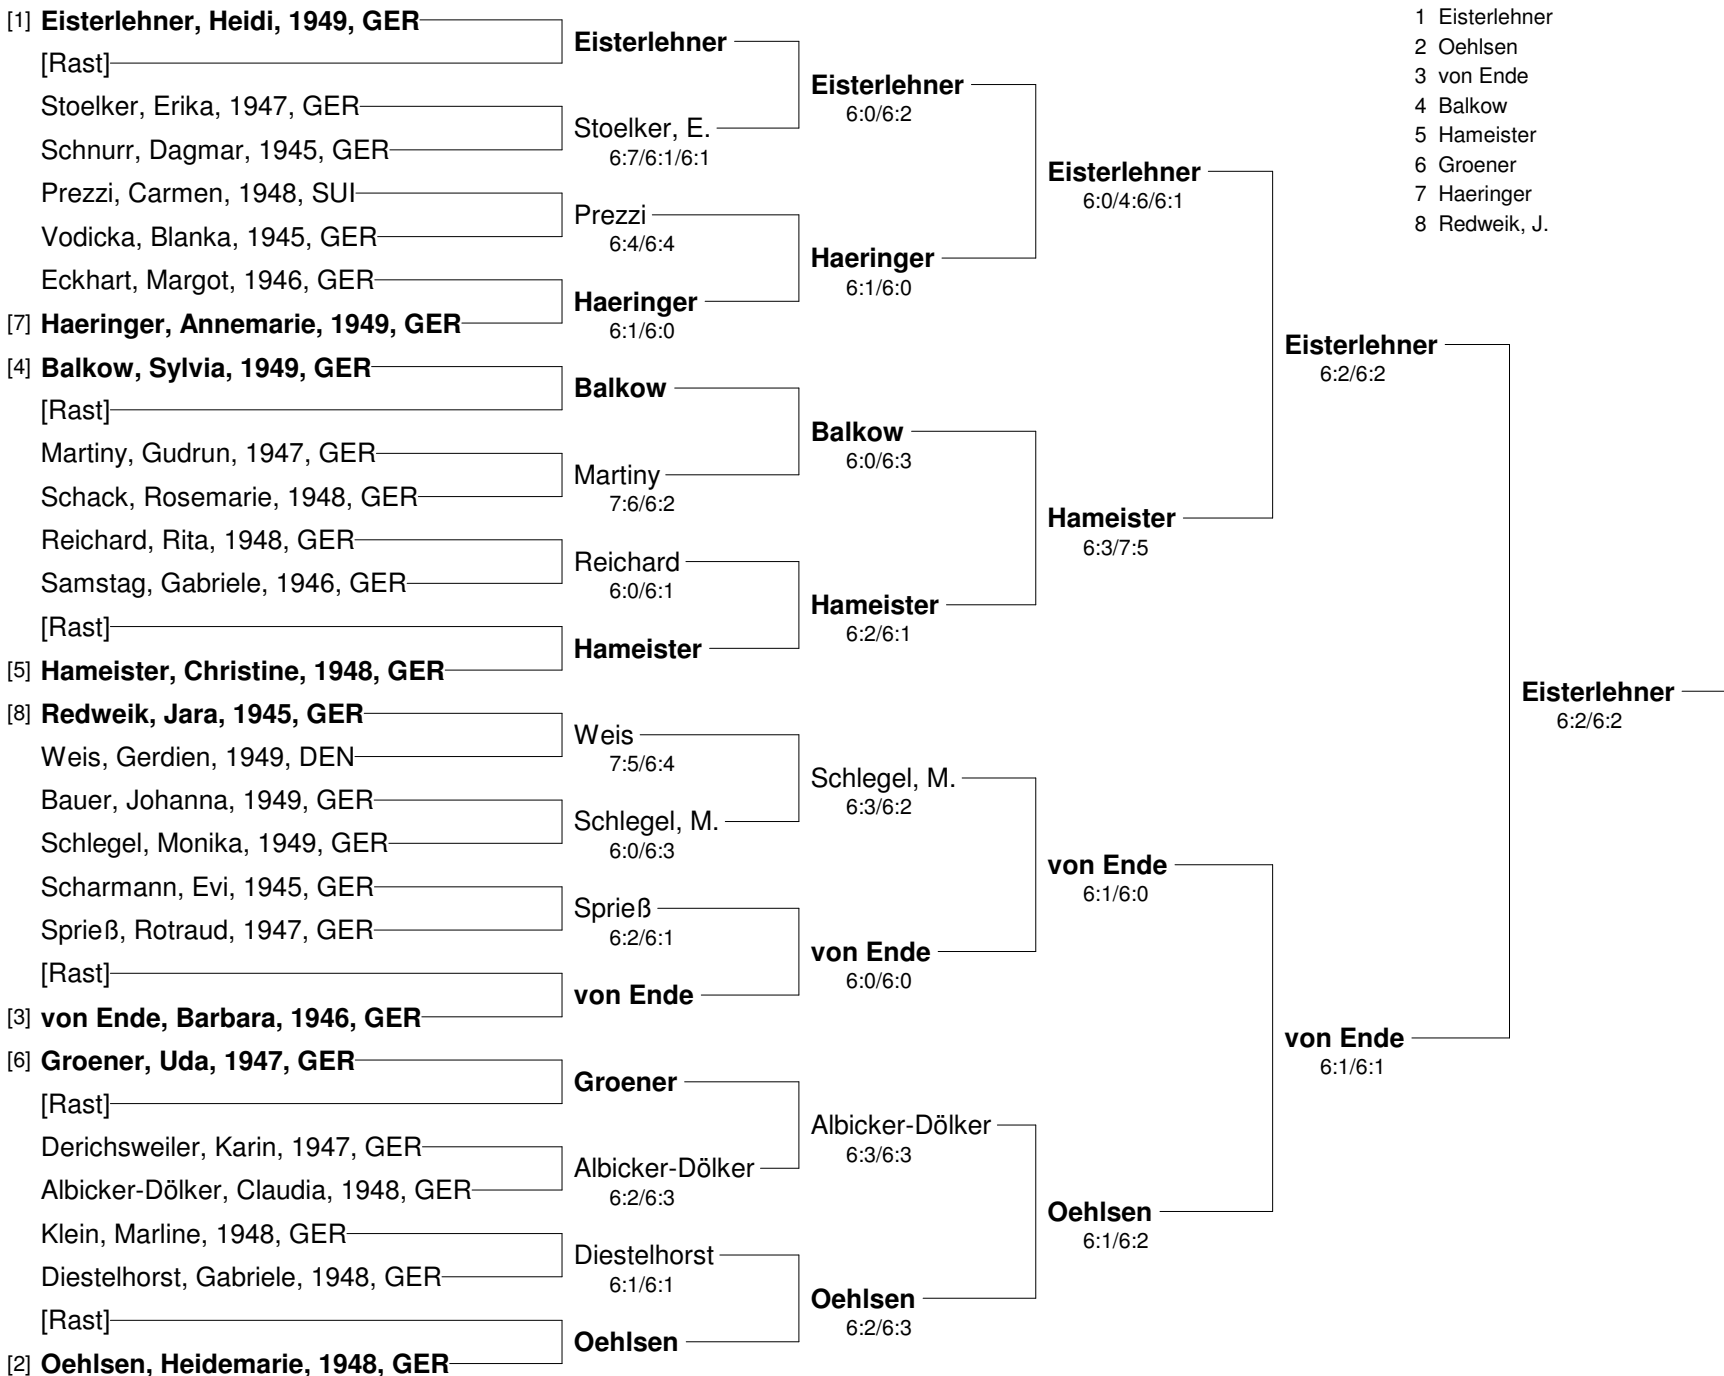 [1] Eisterlehner, Heidi, 1949, GER
[Rast]
Stoelker, Erika, 1947, GER
Schnurr, Dagmar, 1945, GER
Prezzi, Carmen, 1948, SUI
Vodicka, Blanka, 1945, GER
Eckhart, Margot, 1946, GER
[7] Haeringer, Annemarie, 1949, GER
[4] Balkow, Sylvia, 1949, GER
[Rast]
Martiny, Gudrun, 1947, GER
Schack, Rosemarie, 1948, GER
Reichard, Rita, 1948, GER
Samstag, Gabriele, 1946, GER
[Rast]
[5] Hameister, Christine, 1948, GER
[8] Redweik, Jara, 1945, GER
Weis, Gerdien, 1949, DEN
Bauer, Johanna, 1949, GER
Schlegel, Monika, 1949, GER
Scharmann, Evi, 1945, GER
Sprieß, Rotraud, 1947, GER
[Rast]
[3] von Ende, Barbara, 1946, GER
[6] Groener, Uda, 1947, GER
[Rast]
Derichsweiler, Karin, 1947, GER
Albicker-Dölker, Claudia, 1948, GER
Klein, Marline, 1948, GER
Diestelhorst, Gabriele, 1948, GER
[Rast]
[2] Oehlsen, Heidemarie, 1948, GER
Eisterlehner
Stoelker, E.
6:7/6:1/6:1
Prezzi
6:4/6:4
Haeringer
6:1/6:0
Balkow
Martiny
7:6/6:2
Reichard
6:0/6:1
Hameister
Weis
7:5/6:4
Schlegel, M.
6:0/6:3
Sprieß
6:2/6:1
von Ende
Groener
Albicker-Dölker
6:2/6:3
Diestelhorst
6:1/6:1
Oehlsen
Eisterlehner
6:0/6:2
Haeringer
6:1/6:0
Balkow
6:0/6:3
Hameister
6:2/6:1
Schlegel, M.
6:3/6:2
von Ende
6:0/6:0
Albicker-Dölker
6:3/6:3
Oehlsen
6:2/6:3
Eisterlehner
6:0/4:6/6:1
Hameister
6:3/7:5
von Ende
6:1/6:0
Oehlsen
6:1/6:2
Eisterlehner
6:2/6:2
von Ende
6:1/6:1
Eisterlehner
6:2/6:2
1 Eisterlehner
2 Oehlsen
3 von Ende
4 Balkow
5 Hameister
6 Groener
7 Haeringer
8 Redweik, J.